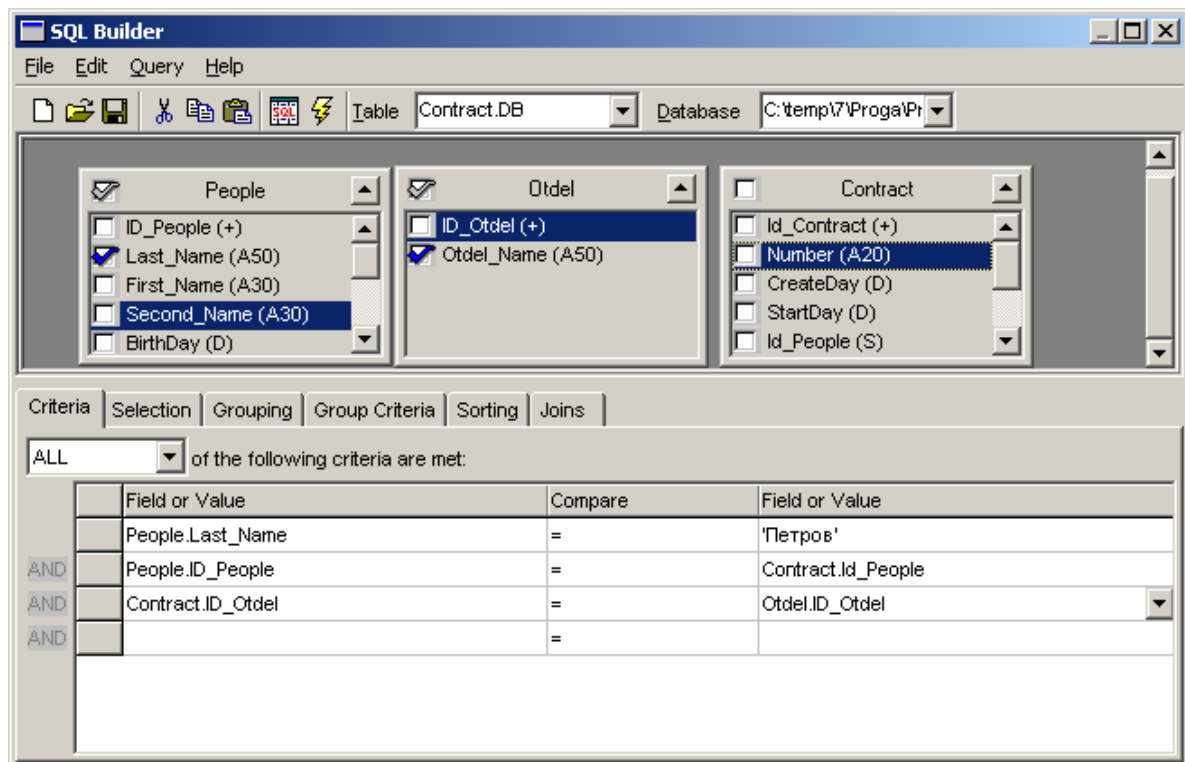 SQL Builder
File Edit Query Help
SQL Table Contract.DB Database C:\temp\7\Proga\Pr
People Otdel Contract
ID_People (+) ID_Otdel (+) Id_Contract (+)
Last_Name (A50) Otdel_Name (A50) Number (A20)
First_Name (A30) CreateDay (D)
Second_Name (A30) StartDay (D)
BirthDay (D) Id_People (S)
Criteria Selection Grouping Group Criteria Sorting Joins
ALL of the following criteria are met:
Field or Value Compare Field or Value
People.Last_Name = 'Петров'
AND People.ID_People = Contract.Id_People
AND Contract.ID_Otdel = Otdel.ID_Otdel
AND =